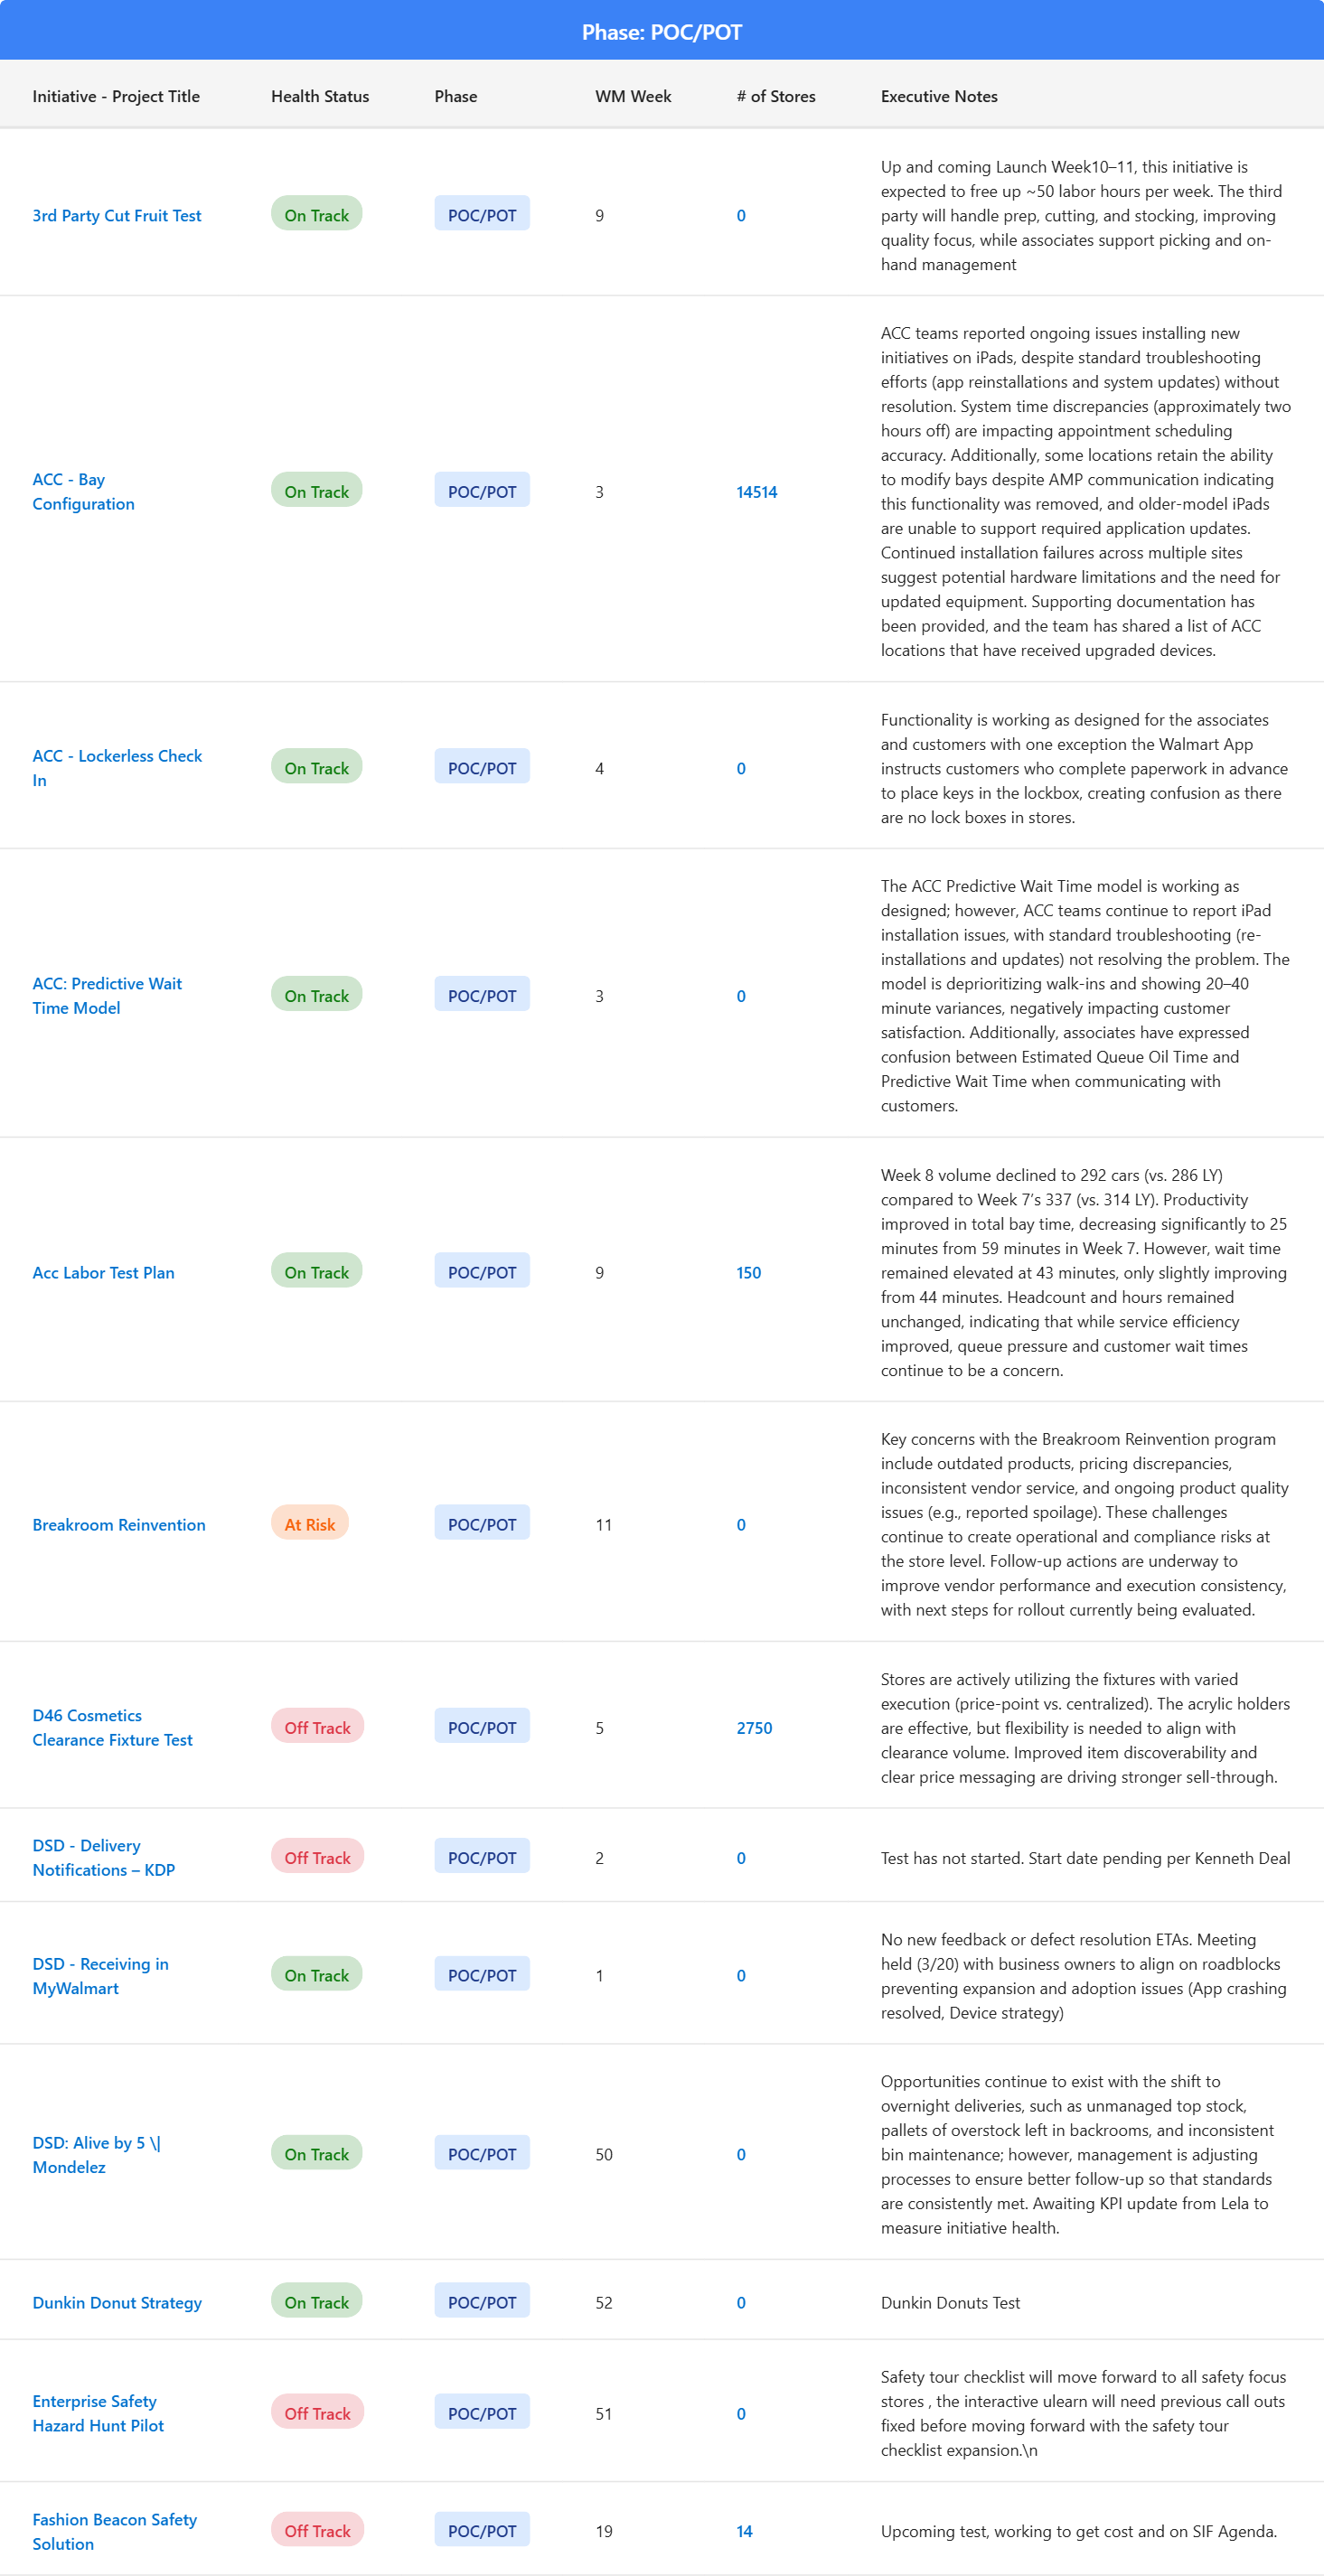 Phase: POC/POT
Initiative - Project Title Health Status Phase WM Week # of Stores Executive Notes
3rd Party Cut Fruit Test On Track POC/POT 9 0
Up and coming Launch Week10–11, this initiative is
expected to free up ~50 labor hours per week. The third
party will handle prep, cutting, and stocking, improving
quality focus, while associates support picking and on-
hand management
ACC - Bay
Configuration
On Track POC/POT 3 14514
ACC teams reported ongoing issues installing new
initiatives on iPads, despite standard troubleshooting
efforts (app reinstallations and system updates) without
resolution. System time discrepancies (approximately two
hours off) are impacting appointment scheduling
accuracy. Additionally, some locations retain the ability
to modify bays despite AMP communication indicating
this functionality was removed, and older-model iPads
are unable to support required application updates.
Continued installation failures across multiple sites
suggest potential hardware limitations and the need for
updated equipment. Supporting documentation has
been provided, and the team has shared a list of ACC
locations that have received upgraded devices.
ACC - Lockerless Check
In
On Track POC/POT 4 0
Functionality is working as designed for the associates
and customers with one exception the Walmart App
instructs customers who complete paperwork in advance
to place keys in the lockbox, creating confusion as there
are no lock boxes in stores.
ACC: Predictive Wait
Time Model
On Track POC/POT 3 0
The ACC Predictive Wait Time model is working as
designed; however, ACC teams continue to report iPad
installation issues, with standard troubleshooting (re-
installations and updates) not resolving the problem. The
model is deprioritizing walk-ins and showing 20–40
minute variances, negatively impacting customer
satisfaction. Additionally, associates have expressed
confusion between Estimated Queue Oil Time and
Predictive Wait Time when communicating with
customers.
Acc Labor Test Plan On Track POC/POT 9 150
Week 8 volume declined to 292 cars (vs. 286 LY)
compared to Week 7’s 337 (vs. 314 LY). Productivity
improved in total bay time, decreasing significantly to 25
minutes from 59 minutes in Week 7. However, wait time
remained elevated at 43 minutes, only slightly improving
from 44 minutes. Headcount and hours remained
unchanged, indicating that while service efficiency
improved, queue pressure and customer wait times
continue to be a concern.
Breakroom Reinvention At Risk POC/POT 11 0
Key concerns with the Breakroom Reinvention program
include outdated products, pricing discrepancies,
inconsistent vendor service, and ongoing product quality
issues (e.g., reported spoilage). These challenges
continue to create operational and compliance risks at
the store level. Follow-up actions are underway to
improve vendor performance and execution consistency,
with next steps for rollout currently being evaluated.
D46 Cosmetics
Clearance Fixture Test
Off Track POC/POT 5 2750
Stores are actively utilizing the fixtures with varied
execution (price-point vs. centralized). The acrylic holders
are effective, but flexibility is needed to align with
clearance volume. Improved item discoverability and
clear price messaging are driving stronger sell-through.
DSD - Delivery
Notifications – KDP
Off Track POC/POT 2 0
Test has not started. Start date pending per Kenneth Deal
DSD - Receiving in
MyWalmart
On Track POC/POT 1 0
No new feedback or defect resolution ETAs. Meeting
held (3/20) with business owners to align on roadblocks
preventing expansion and adoption issues (App crashing
resolved, Device strategy)
DSD: Alive by 5 \|
Mondelez
On Track POC/POT 50 0
Opportunities continue to exist with the shift to
overnight deliveries, such as unmanaged top stock,
pallets of overstock left in backrooms, and inconsistent
bin maintenance; however, management is adjusting
processes to ensure better follow-up so that standards
are consistently met. Awaiting KPI update from Lela to
measure initiative health.
Dunkin Donut Strategy On Track POC/POT 52 0 Dunkin Donuts Test
Enterprise Safety
Hazard Hunt Pilot
Off Track POC/POT 51 0
Safety tour checklist will move forward to all safety focus
stores , the interactive ulearn will need previous call outs
fixed before moving forward with the safety tour
checklist expansion.\n
Fashion Beacon Safety
Solution
Off Track POC/POT 19 14
Upcoming test, working to get cost and on SIF Agenda.